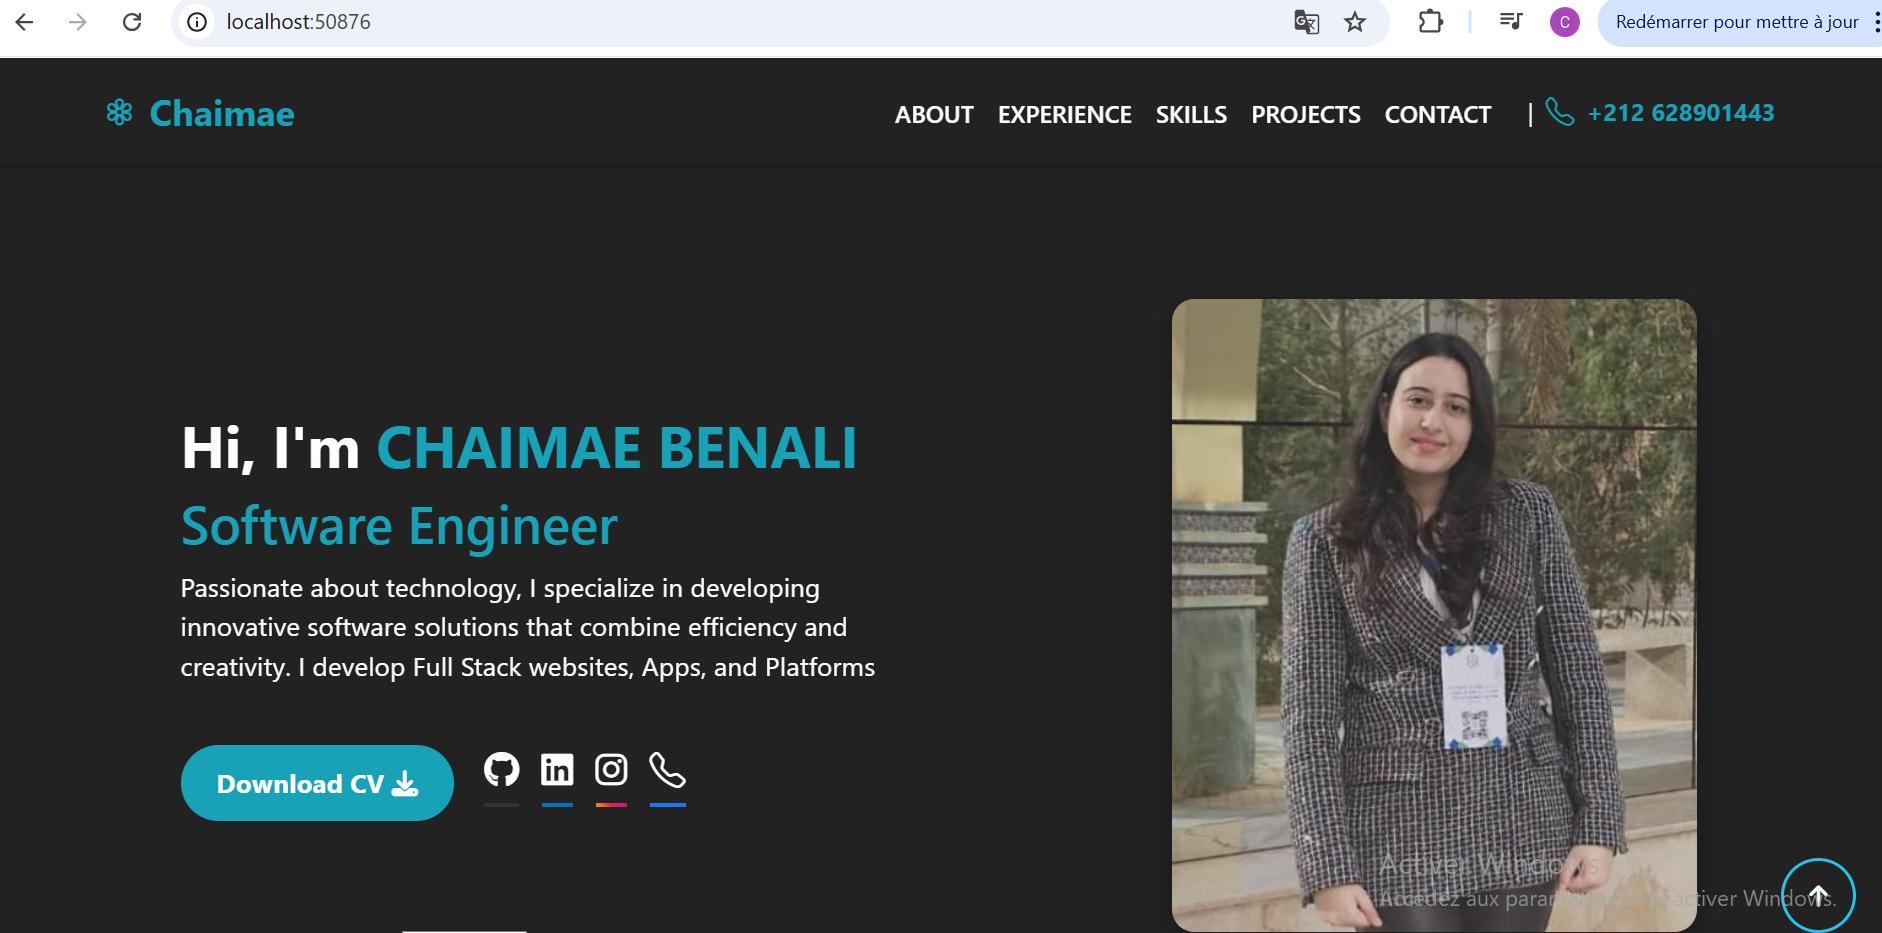 localhost:50876
Redémarrer pour mettre à jour
C
Chaimae
ABOUT EXPERIENCE SKILLS PROJECTS CONTACT | +212 628901443
Hi, I'm CHAIMAE BENALI
Software Engineer
Passionate about technology, I specialize in developing
innovative software solutions that combine efficiency and
creativity. I develop Full Stack websites, Apps, and Platforms
Download CV
in
Activer Windows
Accédez aux activer Windows.